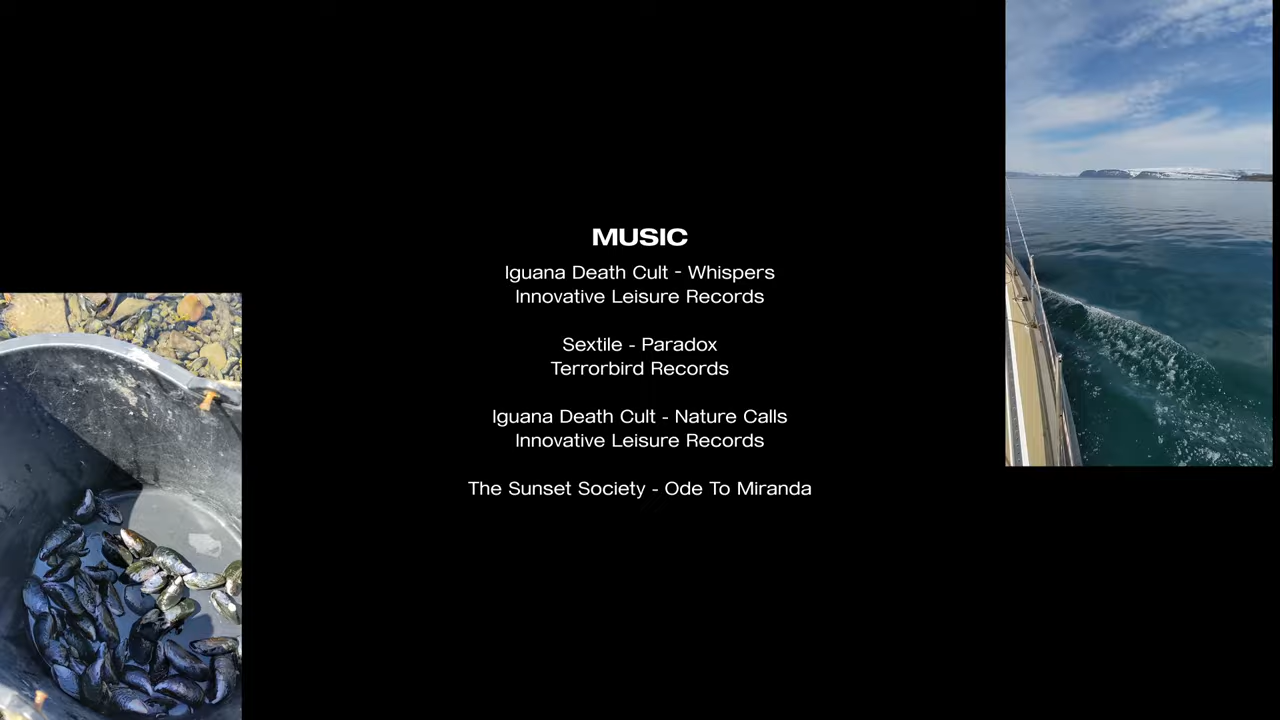 MUSIC
Iguana Death Cult - Whispers
Innovative Leisure Records
Sextile - Paradox
Terrorbird Records
Iguana Death Cult - Nature Calls
Innovative Leisure Records
The Sunset Society - Ode To Miranda